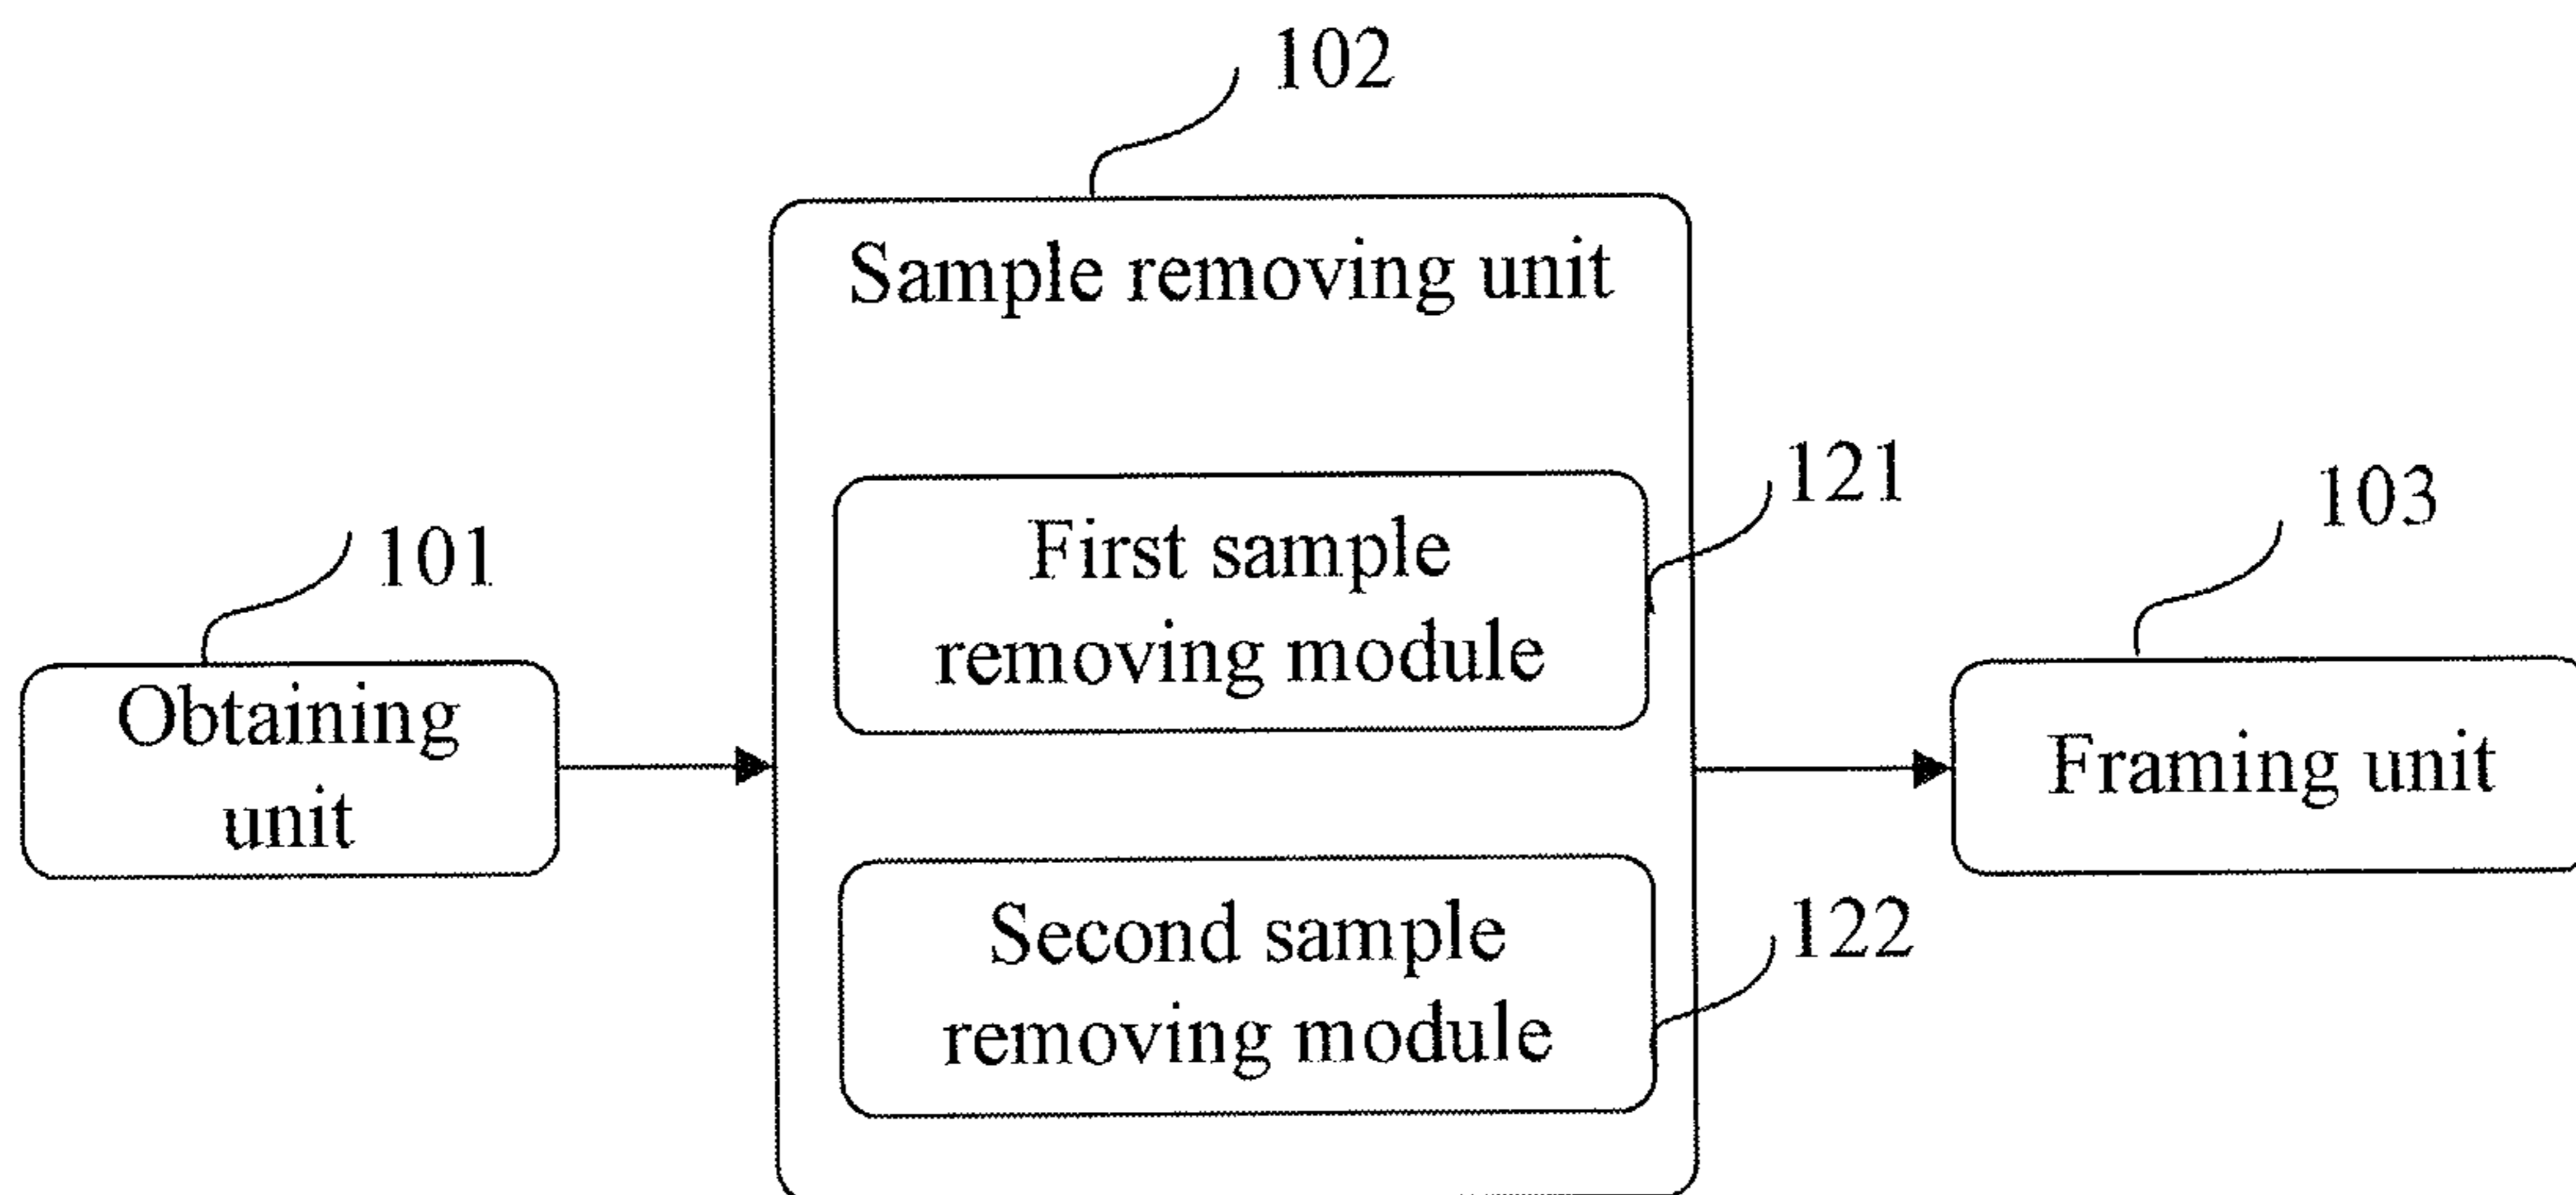 102
Sample removing unit
121
First sample
removing module
103
101
Obtaining
unit
Framing unit
122
Second sample
removing module